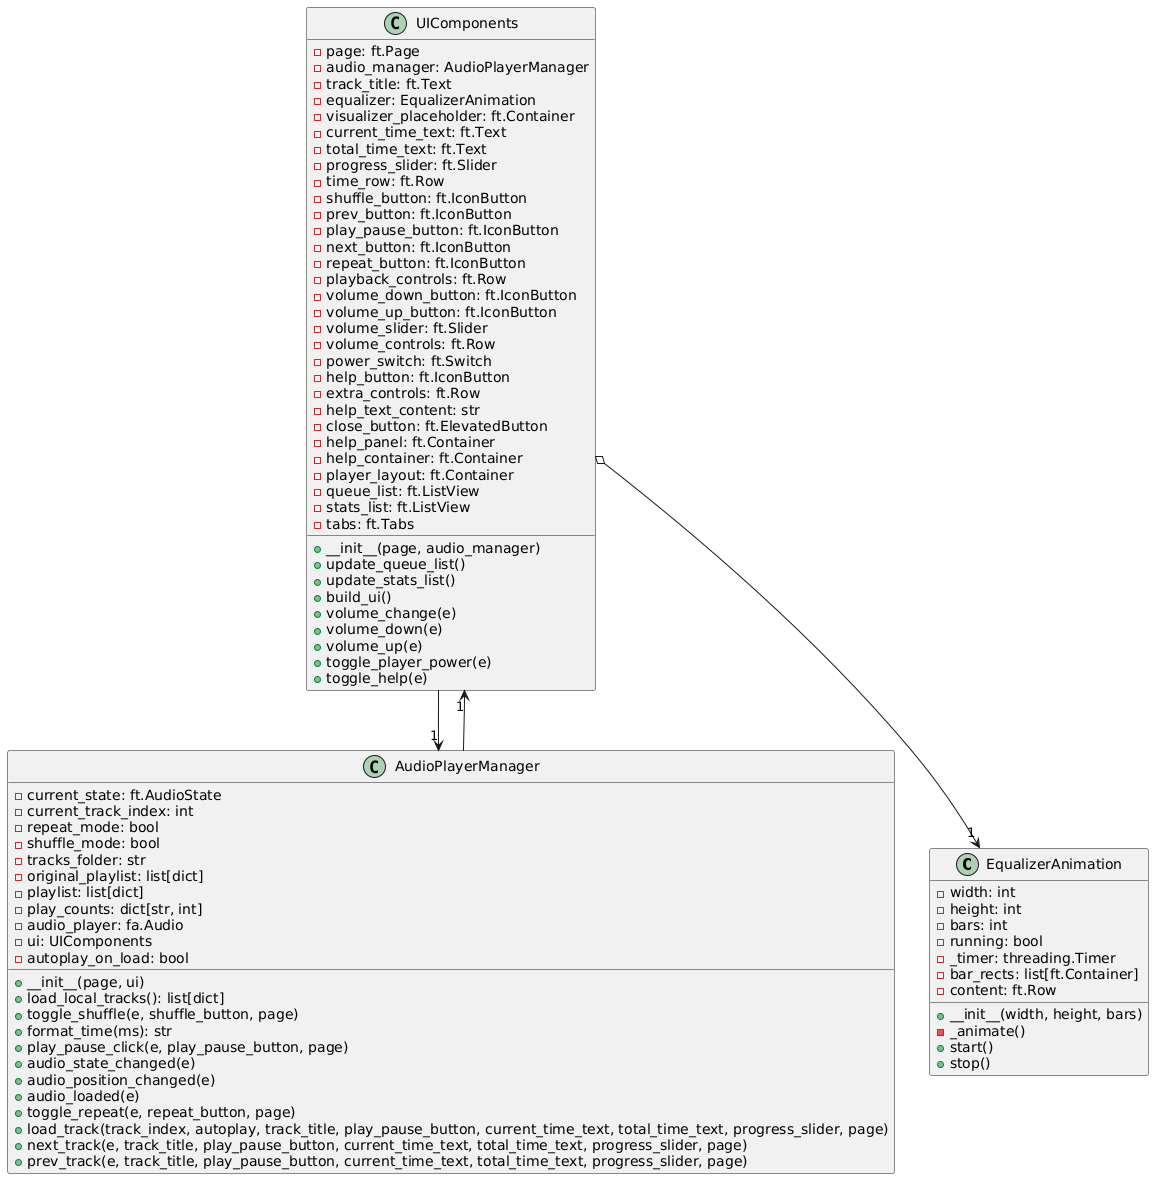 C UIComponents
page: ft.Page
audio_manager: AudioPlayerManager
track_title: ft.Text
equalizer: EqualizerAnimation
visualizer_placeholder: ft.Container
current_time_text: ft.Text
total_time_text: ft.Text
progress_slider: ft.Slider
time_row: ft.Row
shuffle_button: ft.IconButton
prev_button: ft.IconButton
play_pause_button: ft.IconButton
next_button: ft.IconButton
repeat_button: ft.IconButton
playback_controls: ft.Row
volume_down_button: ft.IconButton
volume_up_button: ft.IconButton
volume_slider: ft.Slider
volume_controls: ft.Row
power_switch: ft.Switch
help_button: ft.IconButton
extra_controls: ft.Row
help_text_content: str
close_button: ft.ElevatedButton
help_panel: ft.Container
help_container: ft.Container
player_layout: ft.Container
queue_list: ft.ListView
stats_list: ft.ListView
tabs: ft.Tabs
__init__(page, audio_manager)
update_queue_list()
update_stats_list()
build_ui()
volume_change(e)
volume_down(e)
volume_up(e)
toggle_player_power(e)
toggle_help(e)
1
1
C AudioPlayerManager
current_state: ft.AudioState
current_track_index: int
repeat_mode: bool
shuffle_mode: bool
tracks_folder: str
original_playlist: list[dict]
playlist: list[dict]
play_counts: dict[str, int]
audio_player: fa.Audio
ui: UIComponents
autoplay_on_load: bool
__init__(page, ui)
load_local_tracks(): list[dict]
toggle_shuffle(e, shuffle_button, page)
format_time(ms): str
play_pause_click(e, play_pause_button, page)
audio_state_changed(e)
audio_position_changed(e)
audio_loaded(e)
toggle_repeat(e, repeat_button, page)
load_track(track_index, autoplay, track_title, play_pause_button, current_time_text, total_time_text, progress_slider, page)
next_track(e, track_title, play_pause_button, current_time_text, total_time_text, progress_slider, page)
prev_track(e, track_title, play_pause_button, current_time_text, total_time_text, progress_slider, page)
1
C EqualizerAnimation
width: int
height: int
bars: int
running: bool
_timer: threading.Timer
bar_rects: list[ft.Container]
content: ft.Row
__init__(width, height, bars)
_animate()
start()
stop()